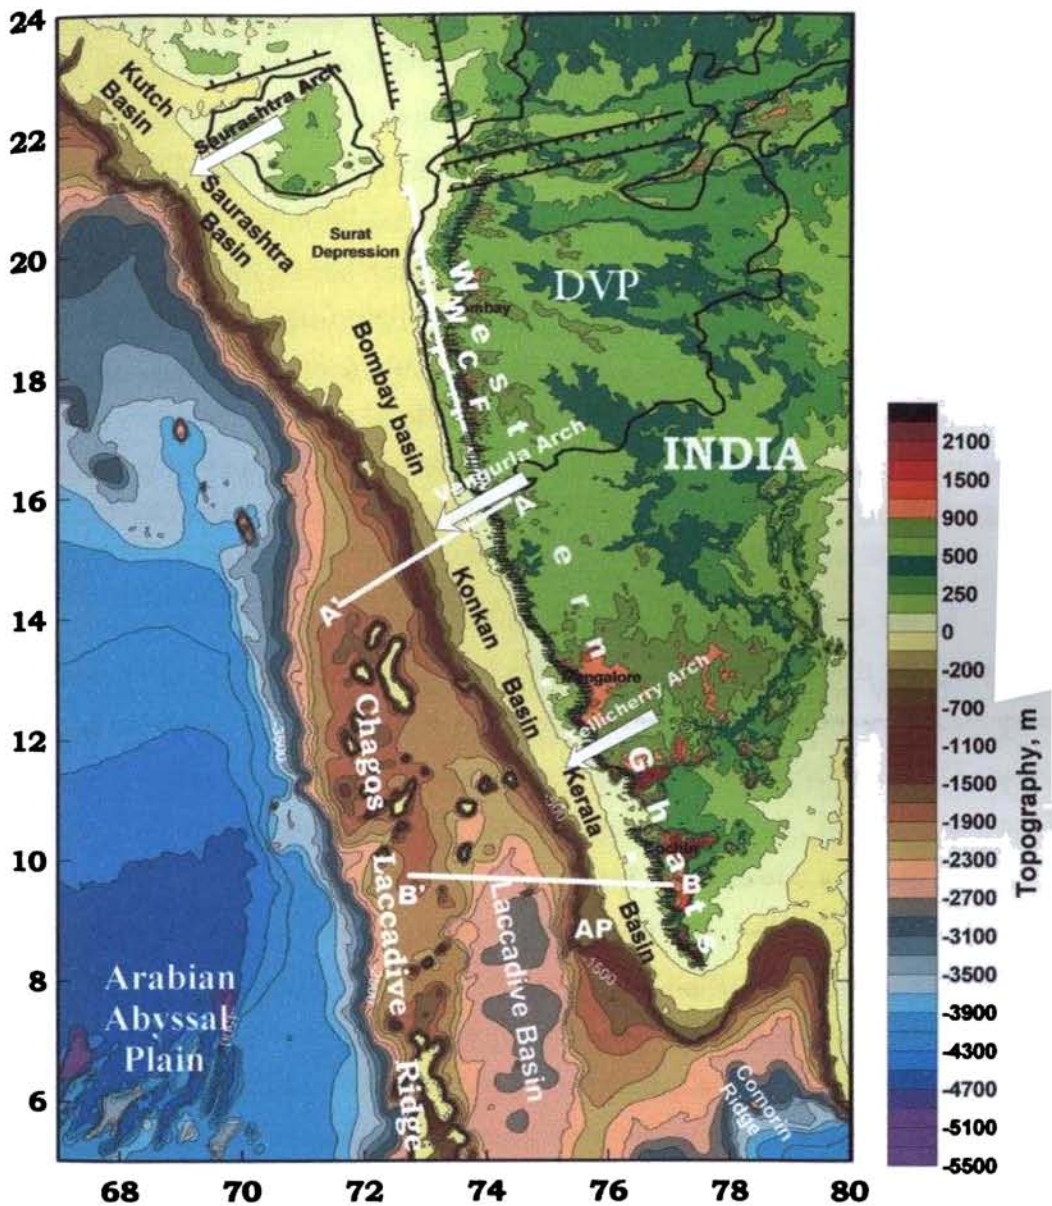 24
22
20
18
16
14
12
10
8
6
68
70
72
74
76
78
80
Kutch
Basin
Saurashtra Arch
Saurashtra
Basin
Surat
Depression
Bombay basin
WCF
Western Ghats
DVP
INDIA
Vengurla Arch
A
A'
Konkan
Basin
Mangalore
Tellicherry Arch
Kerala
Basin
Cochin
B
B'
AP
1500
Chagos
Laccadive
Ridge
Laccadive Basin
Arabian
Abyssal
Plain
Comorin
Ridge
2100
1500
900
500
250
0
-200
-700
-1100
-1500
-1900
-2300
-2700
-3100
-3500
-3900
-4300
-4700
-5100
-5500
Topography, m